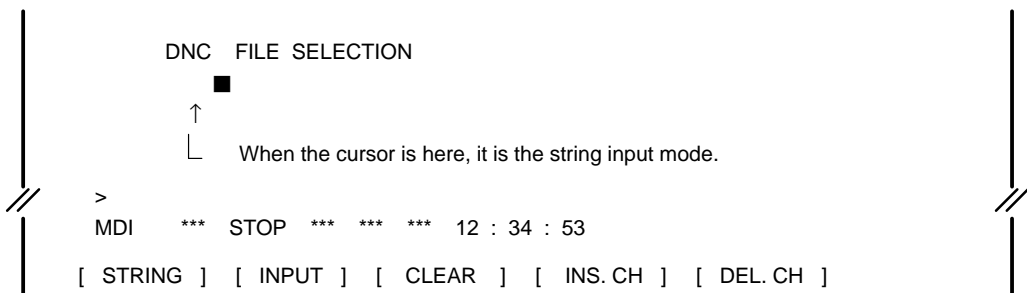 DNC FILE SELECTION
When the cursor is here, it is the string input mode.
>
MDI *** STOP *** *** *** 12 : 34 : 53
[ STRING ] [ INPUT ] [ CLEAR ] [ INS. CH ] [ DEL. CH ]